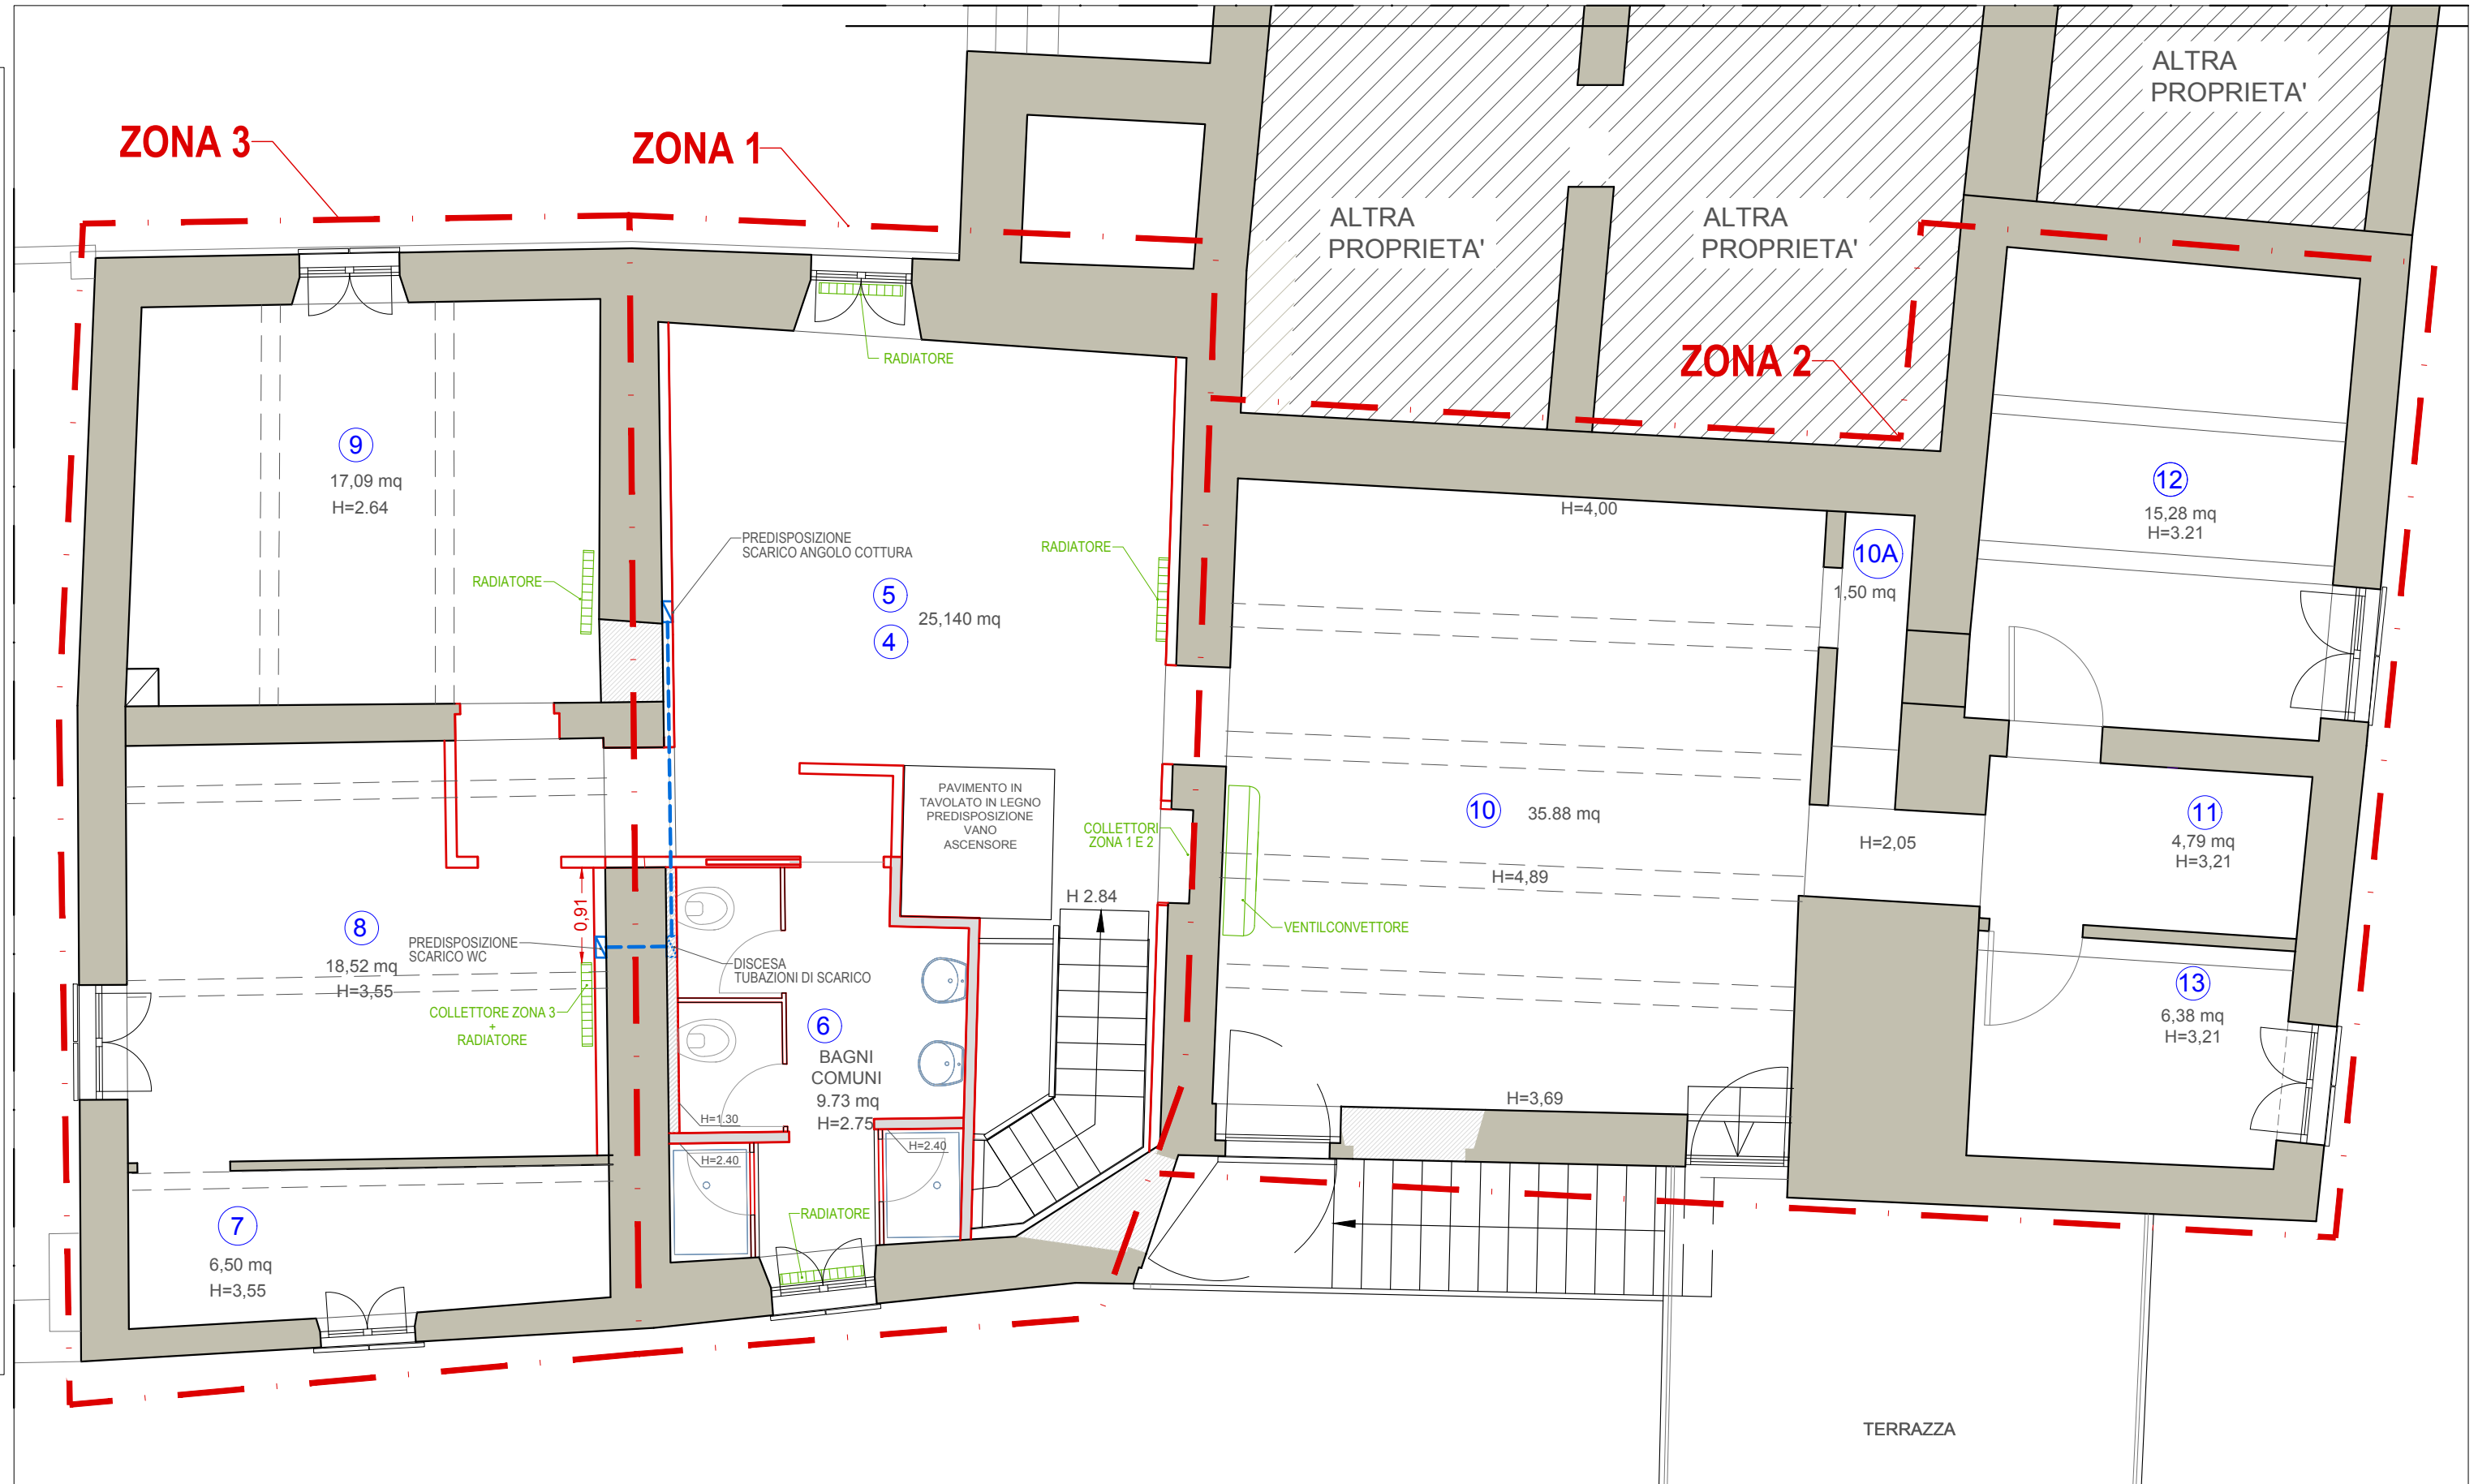 ALTRA
PROPRIETA'
ZONA 3
ZONA 1
ALTRA
PROPRIETA'
ALTRA
PROPRIETA'
ZONA 2
RADIATORE
9
17,09 mq
H=2.64
12
15,28 mq
H=3.21
H=4,00
PREDISPOSIZIONE
SCARICO ANGOLO COTTURA
RADIATORE
10A
1,50 mq
RADIATORE
5
25,140 mq
4
PAVIMENTO IN
TAVOLATO IN LEGNO
PREDISPOSIZIONE
VANO
ASCENSORE
COLLETTORI
ZONA 1 E 2
10
35.88 mq
11
4,79 mq
H=3,21
H=2,05
H=4,89
H 2.84
0,91
8
18,52 mq
H=3,55
PREDISPOSIZIONE
SCARICO WC
VENTILCONVETTORE
DISCESA
TUBAZIONI DI SCARICO
13
6,38 mq
H=3,21
COLLETTORE ZONA 3
+
RADIATORE
6
BAGNI
COMUNI
9.73 mq
H=2.75
H=1.30
H=3,69
H=2.40
H=2.40
7
6,50 mq
H=3,55
RADIATORE
TERRAZZA